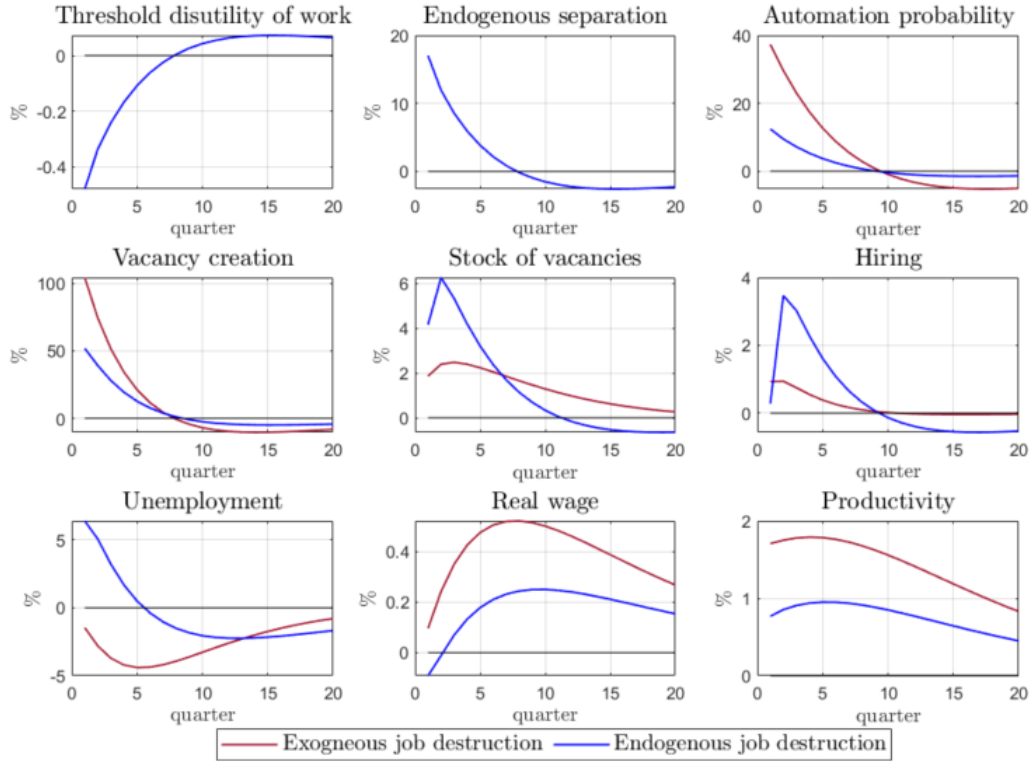 Threshold disutility of work
Endogenous separation
Automation probability
0
-0.2
-0.4
%
0 5 10 15 20
quarter
20
10
0
%
0 5 10 15 20
quarter
40
20
0
%
0 5 10 15 20
quarter
Vacancy creation
Stock of vacancies
Hiring
100
50
0
%
0 5 10 15 20
quarter
6
4
2
0
%
0 5 10 15 20
quarter
4
2
0
%
0 5 10 15 20
quarter
Unemployment
Real wage
Productivity
5
0
-5
%
0 5 10 15 20
quarter
0.4
0.2
0
%
0 5 10 15 20
quarter
2
1
0
%
0 5 10 15 20
quarter
Exogneous job destruction
Endogenous job destruction